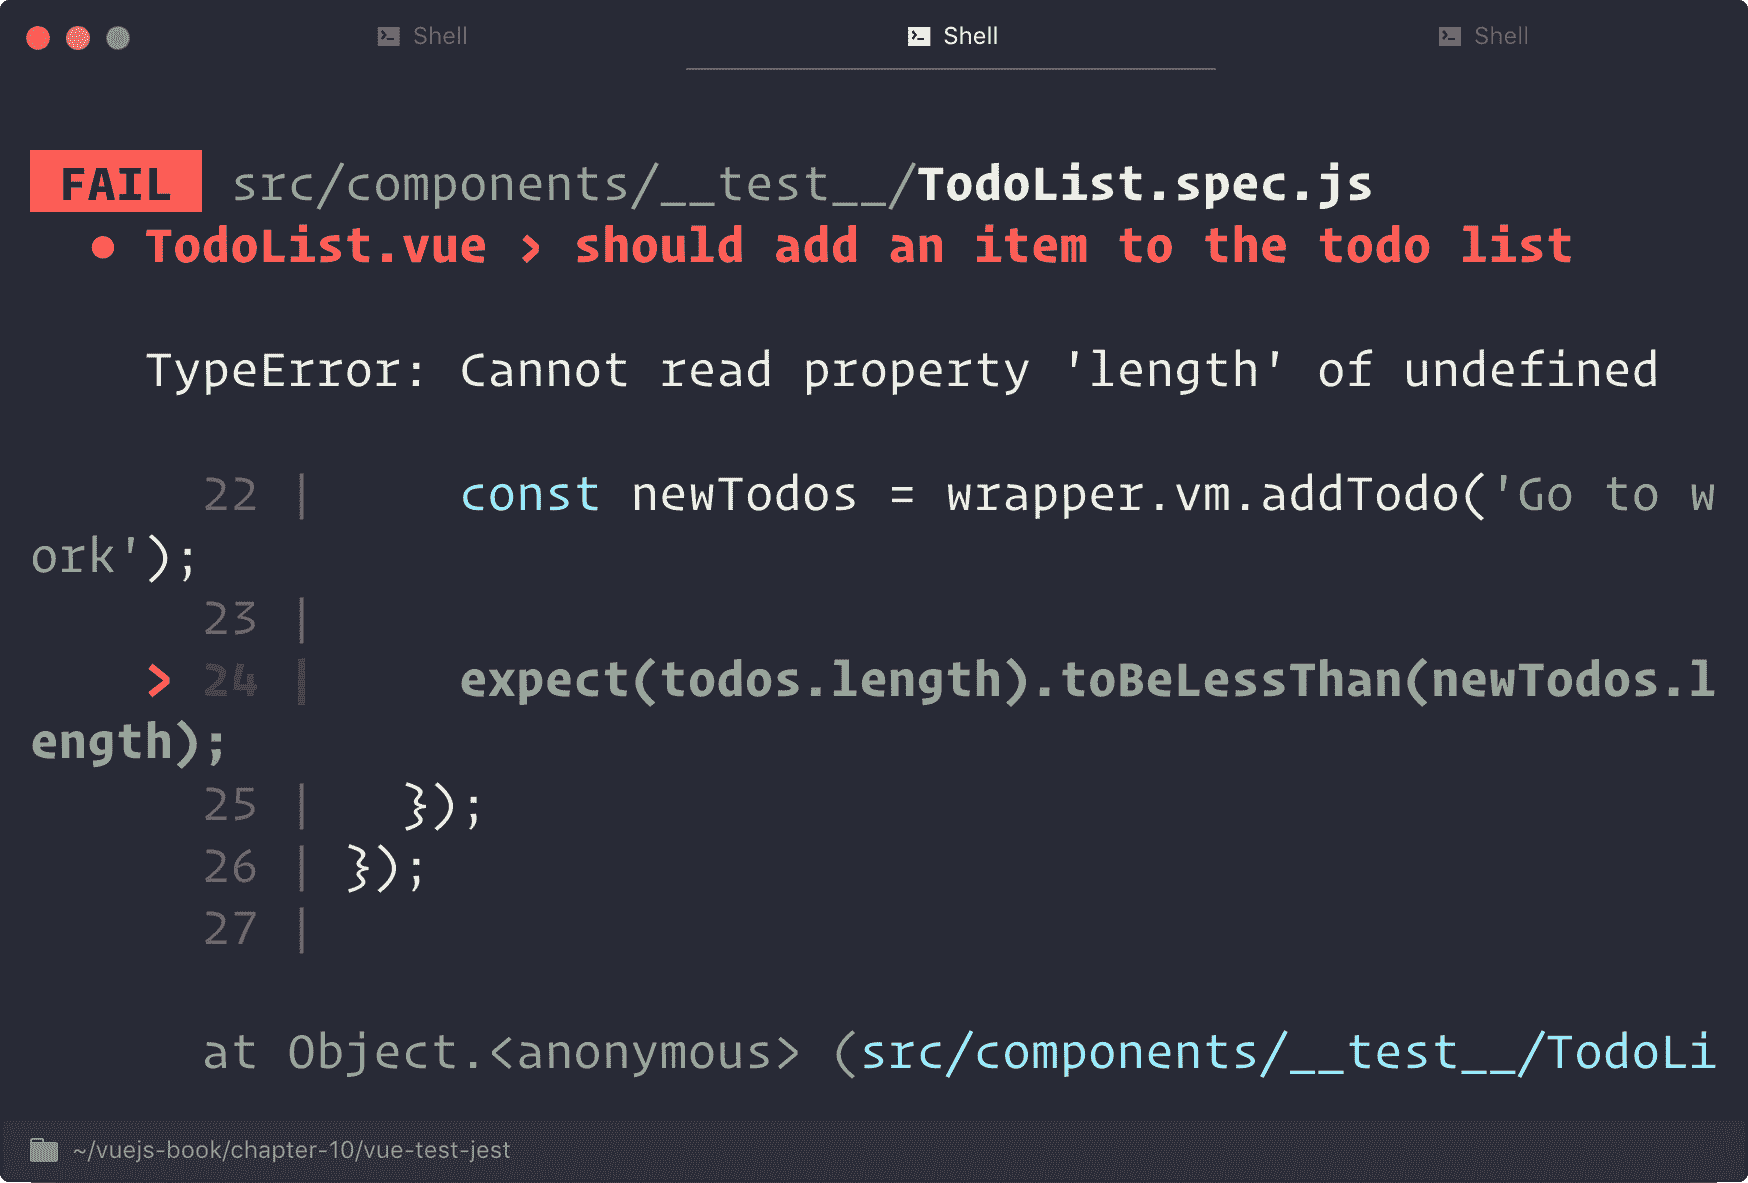 Shell Shell Shell
FAIL src/components/__test__/TodoList.spec.js
● TodoList.vue › should add an item to the todo list
TypeError: Cannot read property 'length' of undefined
22 | const newTodos = wrapper.vm.addTodo('Go to w
ork');
23 |
> 24 | expect(todos.length).toBeLessThan(newTodos.l
ength);
25 | });
26 | });
27 |
at Object.<anonymous> (src/components/__test__/TodoLi
~/vuejs-book/chapter-10/vue-test-jest